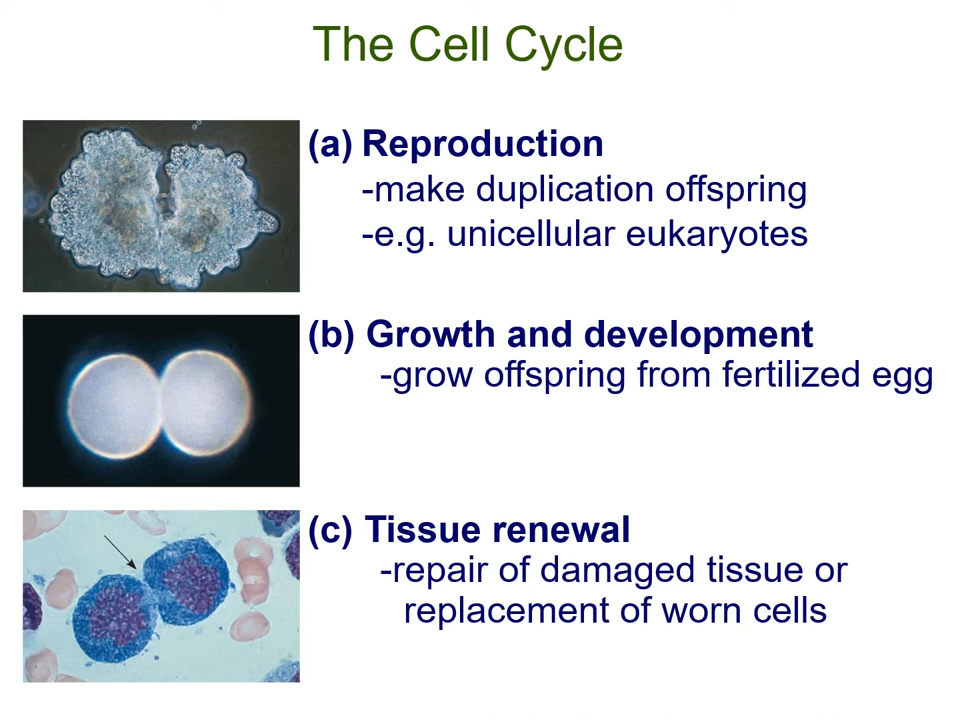 The Cell Cycle
(a) Reproduction
-make duplication offspring
-e.g. unicellular eukaryotes
(b) Growth and development
-grow offspring from fertilized egg
(c) Tissue renewal
-repair of damaged tissue or
replacement of worn cells